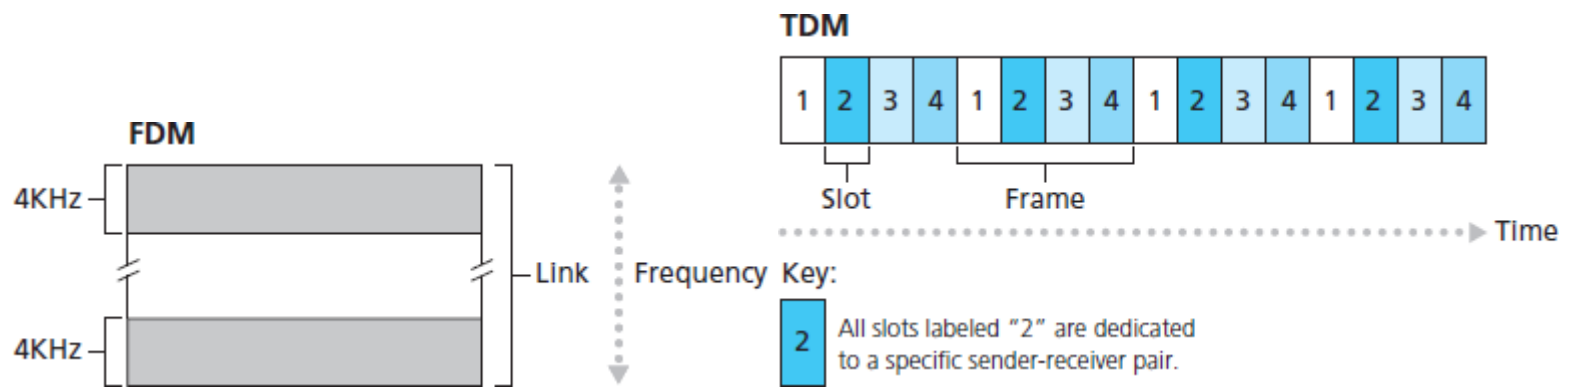 FDM
4KHz
4KHz
Link
Frequency
TDM
1 2 3 4 1 2 3 4 1 2 3 4 1 2 3 4
Slot
Frame
Time
Key:
2
All slots labeled “2” are dedicated
to a specific sender-receiver pair.